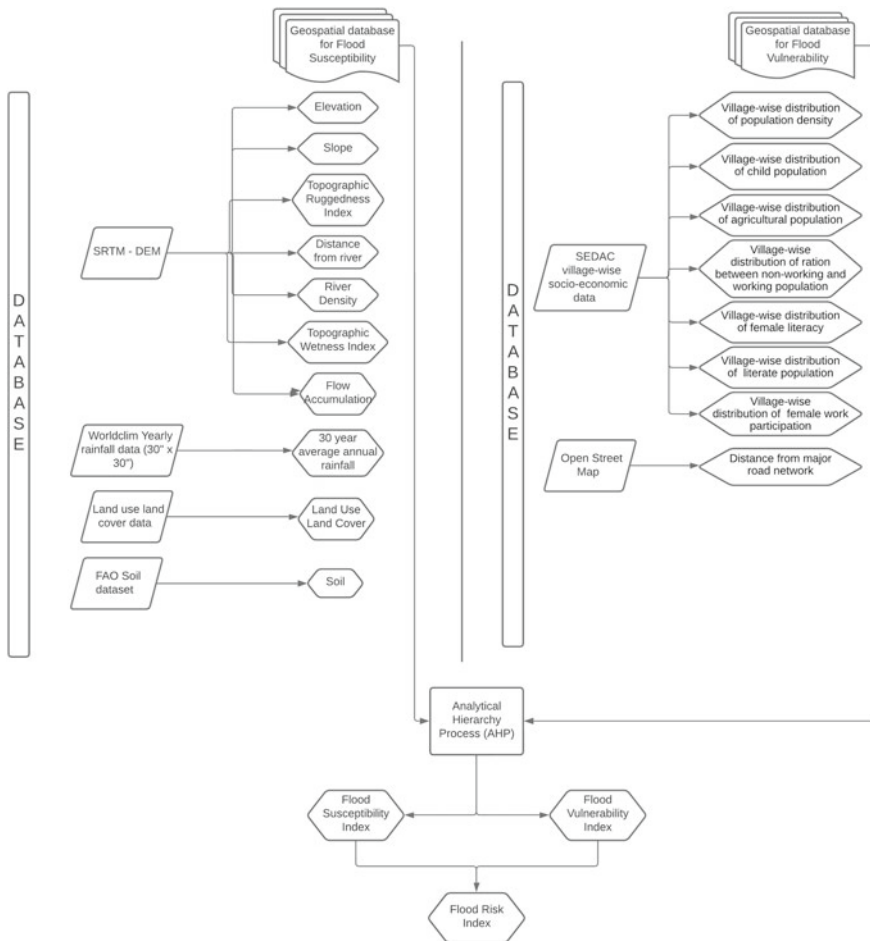 Geospatial database
for Flood
Susceptibility
D
A
T
A
B
A
S
E
SRTM - DEM
Elevation
Slope
Topographic
Ruggedness
Index
Distance
from river
River
Density
Topographic
Wetness Index
Flow
Accumulation
Worldclim Yearly
rainfall data (30" x
30")
30 year
average annual
rainfall
Land use land
cover data
Land Use
Land Cover
FAO Soil
dataset
Soil
Geospatial database
for Flood
Vulnerability
D
A
T
A
B
A
S
E
SEDAC
village-wise
socio-economic
data
Village-wise distribution
of population density
Village-wise distribution
of child population
Village-wise distribution
of agricultural population
Village-wise
distribution of ration
between non-working and
working population
Village-wise distribution
of female literacy
Village-wise distribution
of literate population
Village-wise
distribution of female work
participation
Open Street
Map
Distance from major
road network
Analytical
Hierarchy
Process (AHP)
Flood
Susceptibility
Index
Flood
Vulnerability
Index
Flood Risk
Index